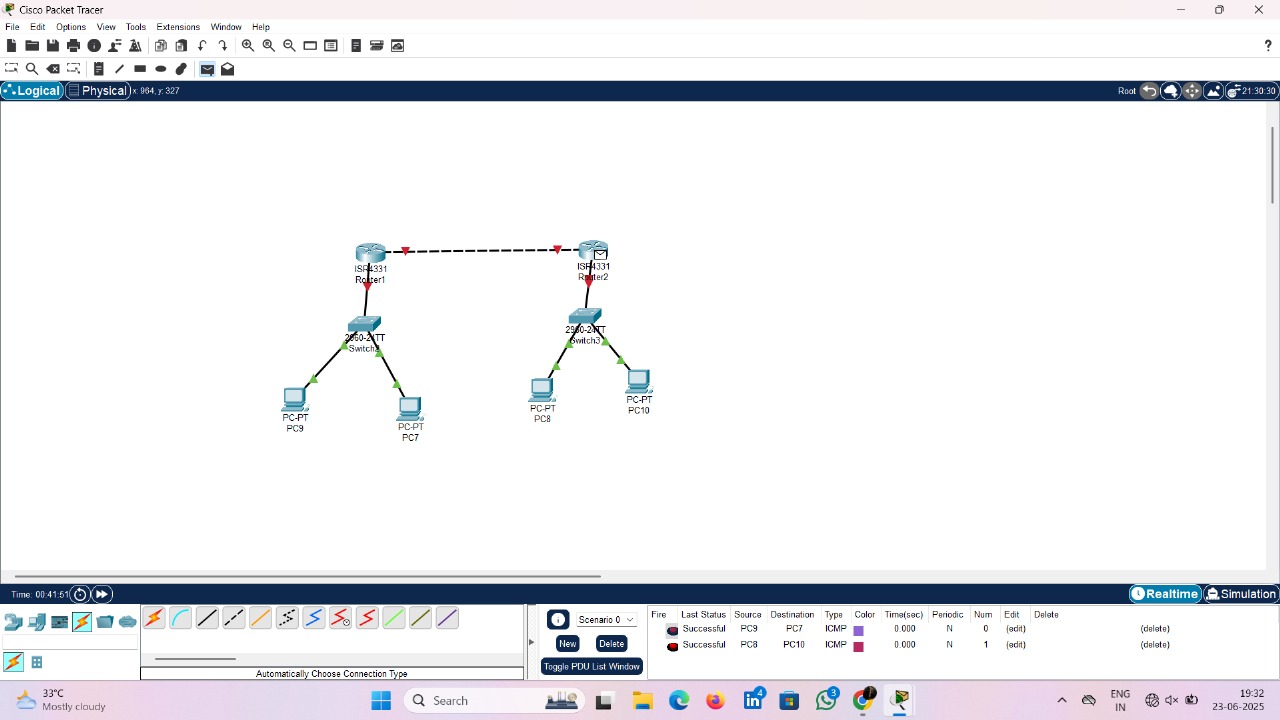 Cisco Packet Tracer
File Edit Options View Tools Extensions Window Help
?
Logical Physical x: 964, y: 327 Root 21:30:30
ISR4331
Router1
ISR4331
Router2
2960-24TT
Switch2
2960-24TT
Switch3
PC-PT
PC9
PC-PT
PC7
PC-PT
PC8
PC-PT
PC10
Time: 00:41:51 Realtime Simulation
Scenario 0
New Delete
Toggle PDU List Window
Automatically Choose Connection Type
Fire Last Status Source Destination Type Color Time(sec) Periodic Num Edit Delete
Successful PC9 PC7 ICMP 0.000 N 0 (edit) (delete)
Successful PC8 PC10 ICMP 0.000 N 1 (edit) (delete)
33°C
Mostly cloudy
Search
4
3
ENG
IN
19:32
23-06-2025